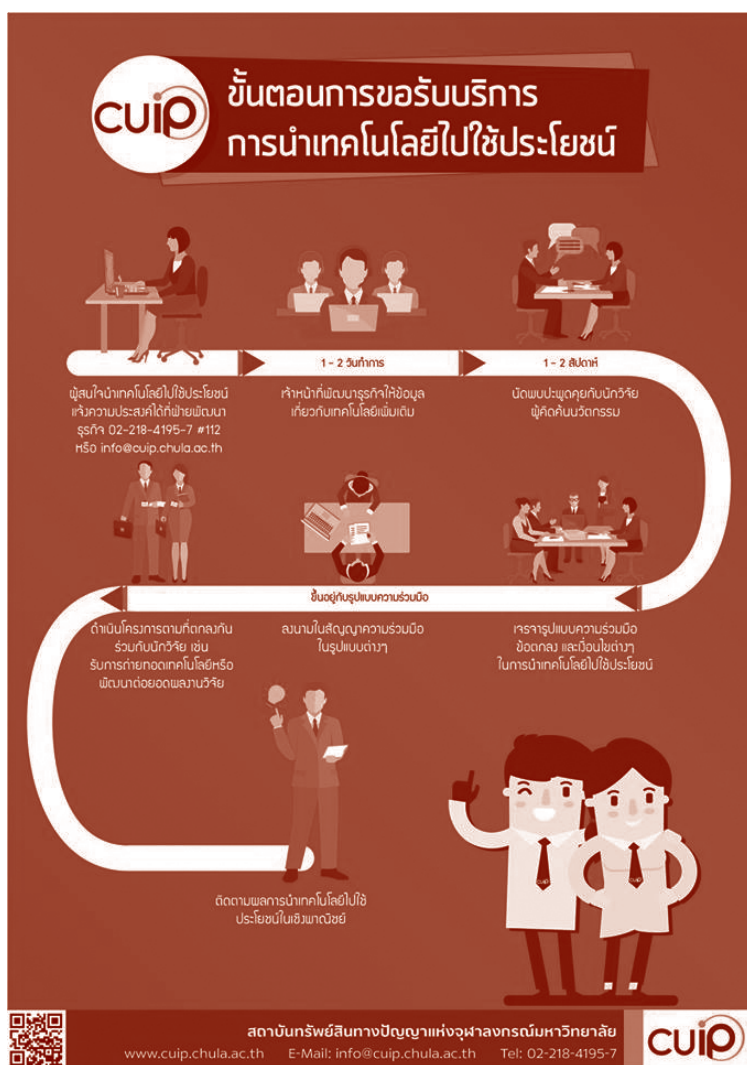 cuip
ขั้นตอนการขอรับบริการ
การนำเทคโนโลยีไปใช้ประโยชน์
1 - 2 วันทำการ
1 - 2 สัปดาห์
ผู้สนใจนำเทคโนโลยีไปใช้ประโยชน์
แจ้งความประสงค์ได้ที่ฝ่ายพัฒนา
ธุรกิจ 02-218-4195-7 #112
หรือ info@cuip.chula.ac.th
เจ้าหน้าที่พัฒนาธุรกิจให้ข้อมูล
เกี่ยวกับเทคโนโลยีเพิ่มเติม
นัดพบปะพูดคุยกับนักวิจัย
ผู้คิดค้นนวัตกรรม
ขึ้นอยู่กับรูปแบบความร่วมมือ
เจรจารูปแบบความร่วมมือ
ข้อตกลง และเงื่อนไขต่างๆ
ในการนำเทคโนโลยีไปใช้ประโยชน์
ลงนามในสัญญาความร่วมมือ
ในรูปแบบต่างๆ
ดำเนินโครงการตามที่ตกลงกัน
ร่วมกับนักวิจัย เช่น
รับการถ่ายทอดเทคโนโลยีหรือ
พัฒนาต่อยอดผลงานวิจัย
ติดตามผลการนำเทคโนโลยีไปใช้
ประโยชน์ในเชิงพาณิชย์
cuip
cuip
สถาบันทรัพย์สินทางปัญญาแห่งจุฬาลงกรณ์มหาวิทยาลัย
www.cuip.chula.ac.th E-Mail: info@cuip.chula.ac.th Tel: 02-218-4195-7
cuip